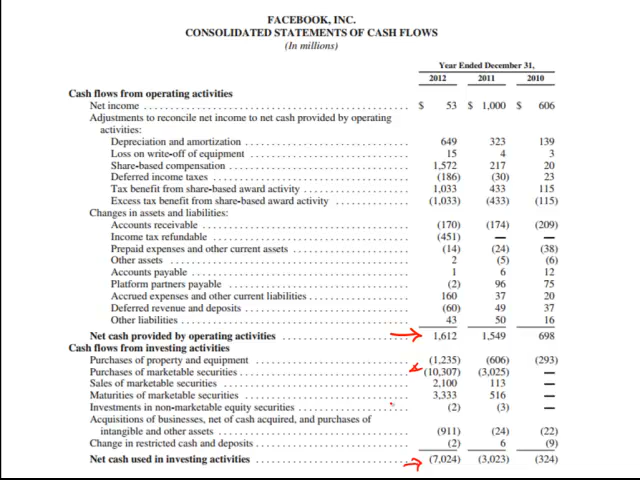 FACEBOOK, INC.
CONSOLIDATED STATEMENTS OF CASH FLOWS
(In millions)
Year Ended December 31,
2012 2011 2010
Cash flows from operating activities
Net income $ 53 $ 1,000 $ 606
Adjustments to reconcile net income to net cash provided by operating
activities:
Depreciation and amortization 649 323 139
Loss on write-off of equipment 15 4 3
Share-based compensation 1,572 217 20
Deferred income taxes (186) (30) 23
Tax benefit from share-based award activity 1,033 433 115
Excess tax benefit from share-based award activity (1,033) (433) (115)
Changes in assets and liabilities:
Accounts receivable (170) (174) (209)
Income tax refundable (451) — —
Prepaid expenses and other current assets (14) (24) (38)
Other assets 2 (5) (6)
Accounts payable 1 6 12
Platform partners payable (2) 96 75
Accrued expenses and other current liabilities 160 37 20
Deferred revenue and deposits (60) 49 37
Other liabilities 43 50 16
Net cash provided by operating activities 1,612 1,549 698
Cash flows from investing activities
Purchases of property and equipment (1,235) (606) (293)
Purchases of marketable securities (10,307) (3,025) —
Sales of marketable securities 2,100 113 —
Maturities of marketable securities 3,333 516 —
Investments in non-marketable equity securities (2) (3) —
Acquisitions of businesses, net of cash acquired, and purchases of
intangible and other assets (911) (24) (22)
Change in restricted cash and deposits (2) 6 (9)
Net cash used in investing activities (7,024) (3,023) (324)